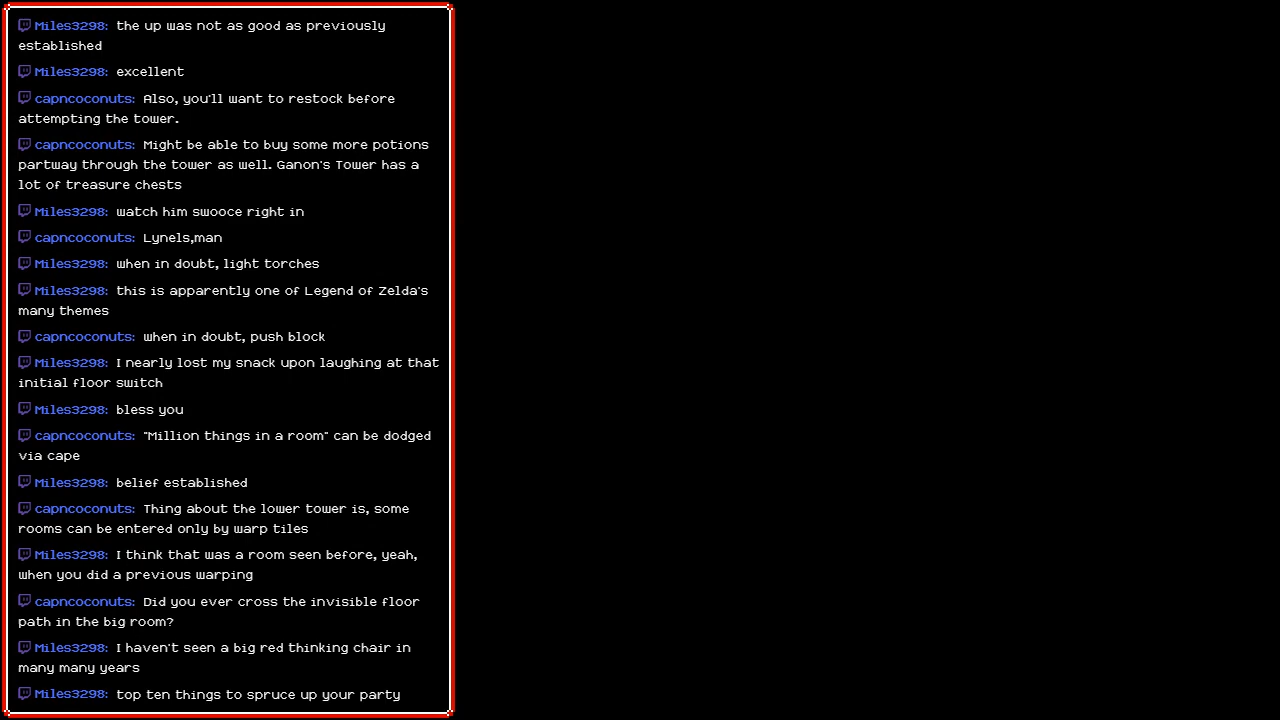 Miles3298: the up was not as good as previously
established
Miles3298: excellent
capncoconuts: Also, you'll want to restock before
attempting the tower.
capncoconuts: Might be able to buy some more potions
partway through the tower as well. Ganon's Tower has a
lot of treasure chests
Miles3298: watch him swooce right in
capncoconuts: Lynels,man
Miles3298: when in doubt, light torches
Miles3298: this is apparently one of Legend of Zelda's
many themes
capncoconuts: when in doubt, push block
Miles3298: I nearly lost my snack upon laughing at that
initial floor switch
Miles3298: bless you
capncoconuts: "Million things in a room" can be dodged
via cape
Miles3298: belief established
capncoconuts: Thing about the lower tower is, some
rooms can be entered only by warp tiles
Miles3298: I think that was a room seen before, yeah,
when you did a previous warping
capncoconuts: Did you ever cross the invisible floor
path in the big room?
Miles3298: I haven't seen a big red thinking chair in
many many years
Miles3298: top ten things to spruce up your party